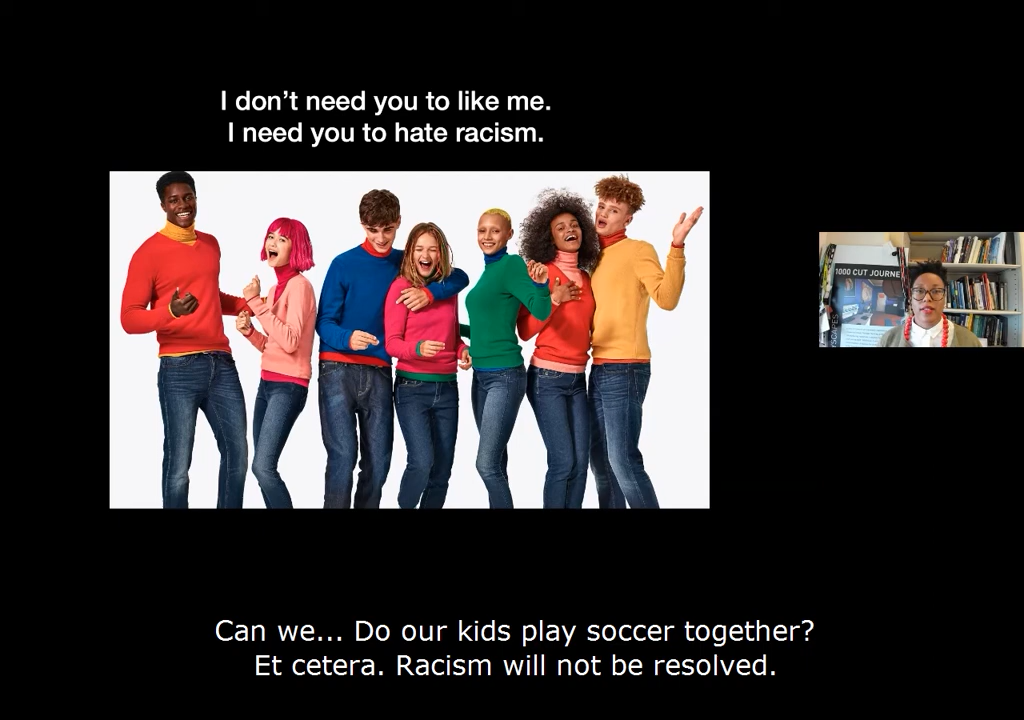 I don't need you to like me.
I need you to hate racism.
1000 CUT JOURNE
Can we... Do our kids play soccer together?
Et cetera. Racism will not be resolved.